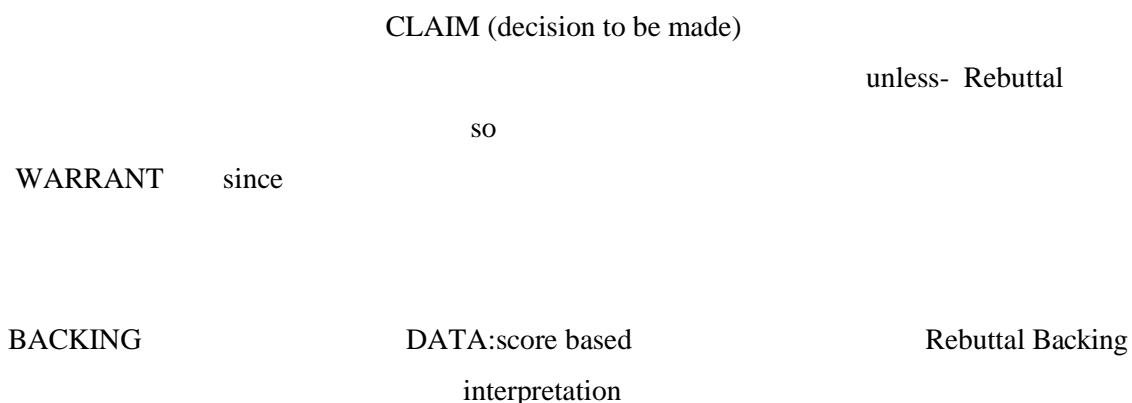 CLAIM (decision to be made)
unless- Rebuttal
so
WARRANT since
BACKING DATA:score based Rebuttal Backing
interpretation